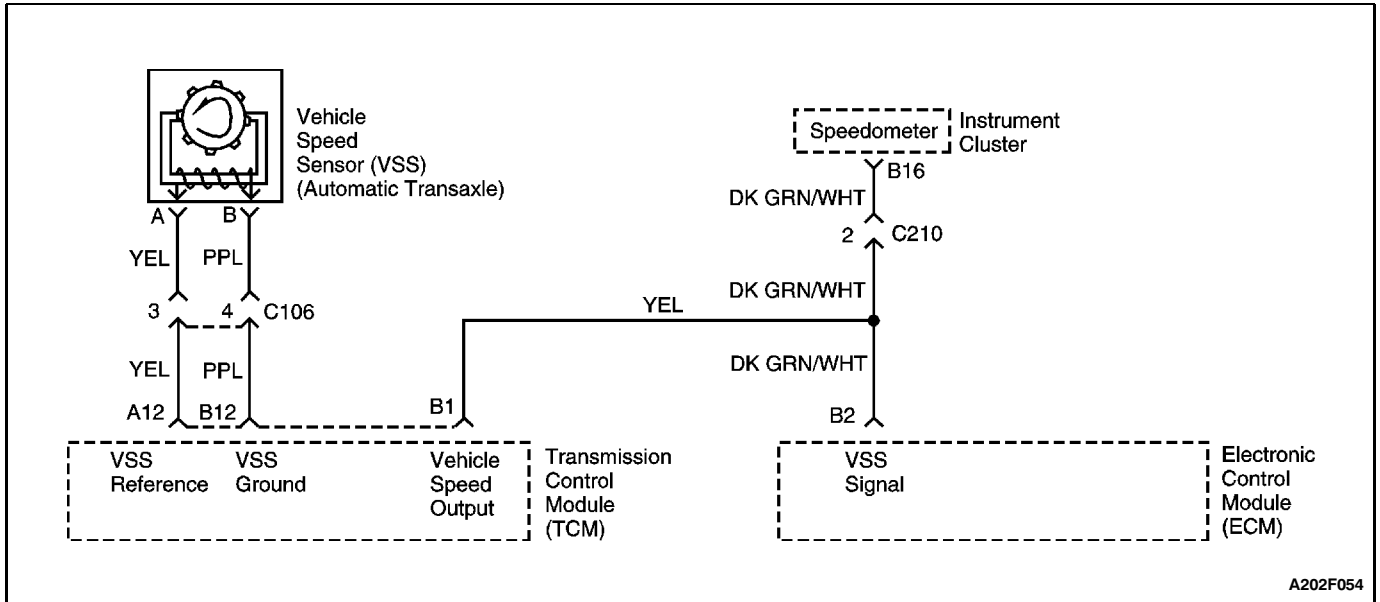 Vehicle
Speed
Sensor (VSS)
(Automatic Transaxle)
A
B
YEL
PPL
3
4
C106
YEL
PPL
A12
B12
B1
VSS
Reference
VSS
Ground
Vehicle
Speed
Output
Transmission
Control
Module
(TCM)
YEL
Speedometer
Instrument
Cluster
B16
DK GRN/WHT
2
C210
DK GRN/WHT
DK GRN/WHT
B2
VSS
Signal
Electronic
Control
Module
(ECM)
A202F054